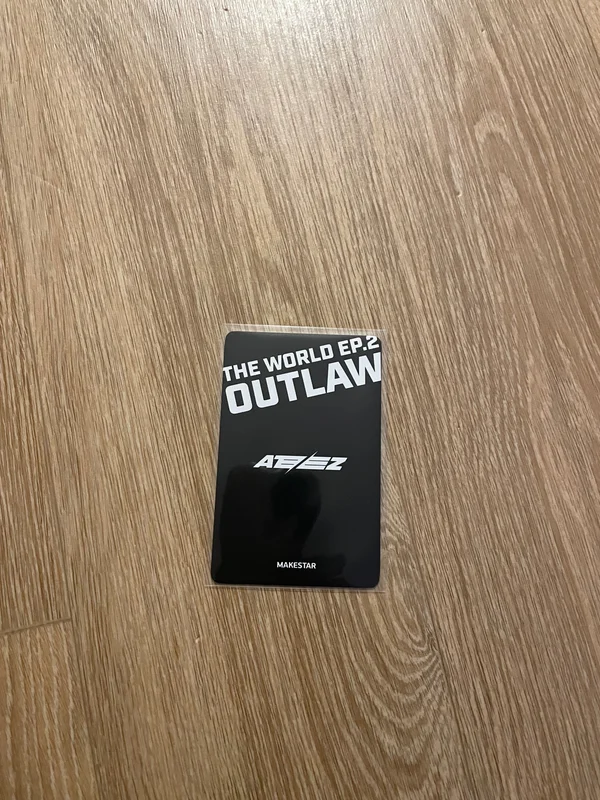 THE WORLD EP.2
OUTLAW
ATEEZ
MAKESTAR